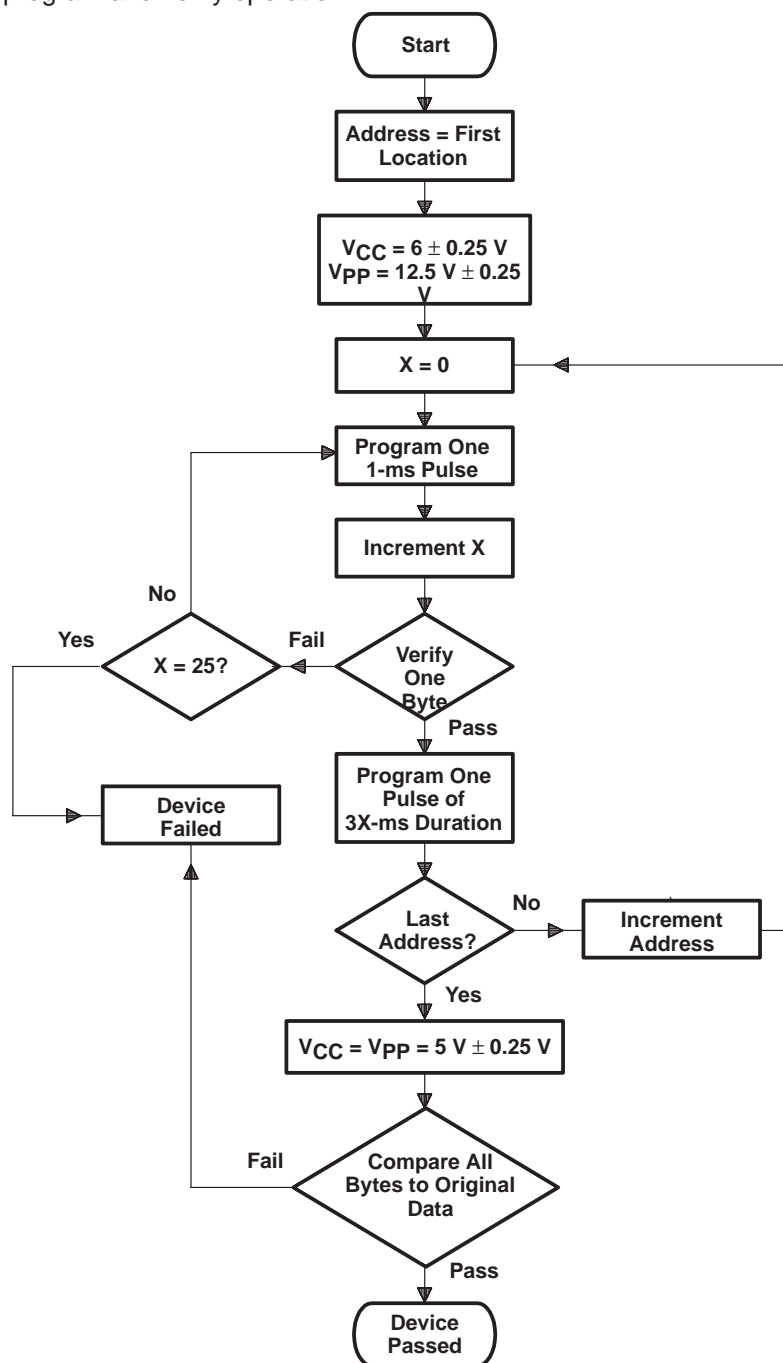 Start
Address = First
Location
VCC = 6 ± 0.25 V
VPP = 12.5 V ± 0.25
V
X = 0
Program One
1-ms Pulse
Increment X
No
Yes
X = 25?
Fail
Verify
One
Byte
Pass
Program One
Pulse of
3X-ms Duration
Device
Failed
Last
Address?
No
Increment
Address
Yes
VCC = VPP = 5 V ± 0.25 V
Fail
Compare All
Bytes to Original
Data
Pass
Device
Passed